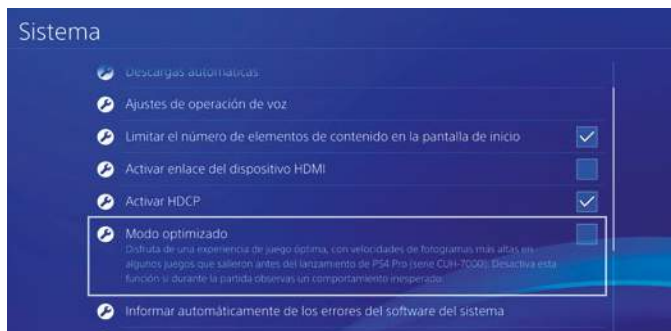 Sistema
Descargas automáticas
Ajustes de operación de voz
Limitar el número de elementos de contenido en la pantalla de inicio
Activar enlace del dispositivo HDMI
Activar HDCP
Modo optimizado
Disfruta de una experiencia de juego óptima, con velocidades de fotogramas más altas en
algunos juegos que salieron antes del lanzamiento de PS4 Pro (serie CUH-7000). Desactiva esta
función si durante la partida observas un comportamiento inesperado.
Informar automáticamente de los errores del software del sistema